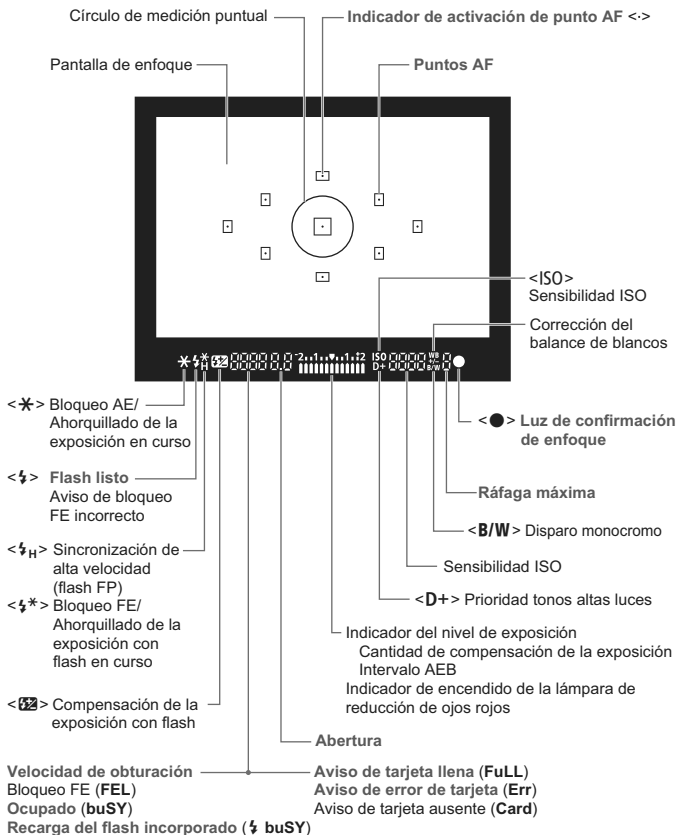 Círculo de medición puntual
Indicador de activación de punto AF <·>
Pantalla de enfoque
Puntos AF
<ISO>
Sensibilidad ISO
Corrección del
balance de blancos
-2..1..▼..1.:2 ISO WB
D+ +/- B/W
<✱> Bloqueo AE/
Ahorquillado de la
exposición en curso
<●> Luz de confirmación
de enfoque
<⚡> Flash listo
Aviso de bloqueo
FE incorrecto
Ráfaga máxima
<B/W> Disparo monocromo
<⚡H> Sincronización de
alta velocidad
(flash FP)
Sensibilidad ISO
<D+> Prioridad tonos altas luces
<⚡*> Bloqueo FE/
Ahorquillado de la
exposición con
flash en curso
Indicador del nivel de exposición
Cantidad de compensación de la exposición
Intervalo AEB
Indicador de encendido de la lámpara de
reducción de ojos rojos
<⚡±> Compensación de la
exposición con flash
Abertura
Velocidad de obturación
Bloqueo FE (FEL)
Ocupado (buSY)
Recarga del flash incorporado (⚡ buSY)
Aviso de tarjeta llena (FuLL)
Aviso de error de tarjeta (Err)
Aviso de tarjeta ausente (Card)